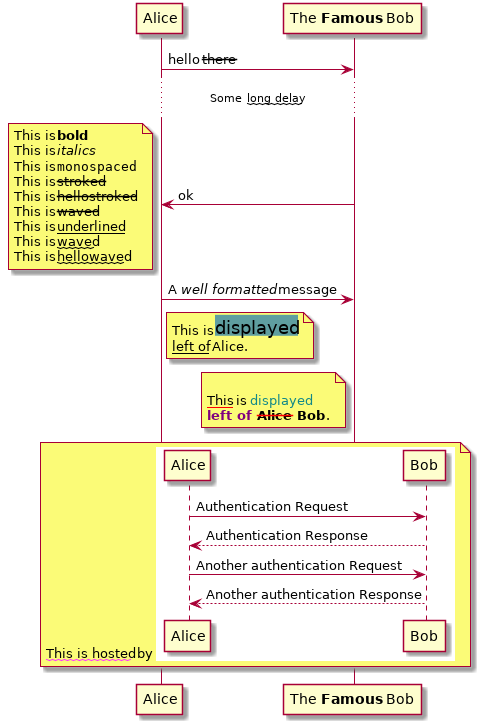 Alice
The Famous Bob
hello there
Some long delay
This is bold
This is italics
This is monospaced
This is stroked
This is hellostroked
This is waved
This is underlined
This is waved
This is hellowaved
ok
A well formatted message
This is displayed
left of Alice.
This is displayed
left of Alice Bob.
Alice
Bob
Authentication Request
Authentication Response
Another authentication Request
Another authentication Response
Alice
Bob
This is hosted by
Alice
The Famous Bob